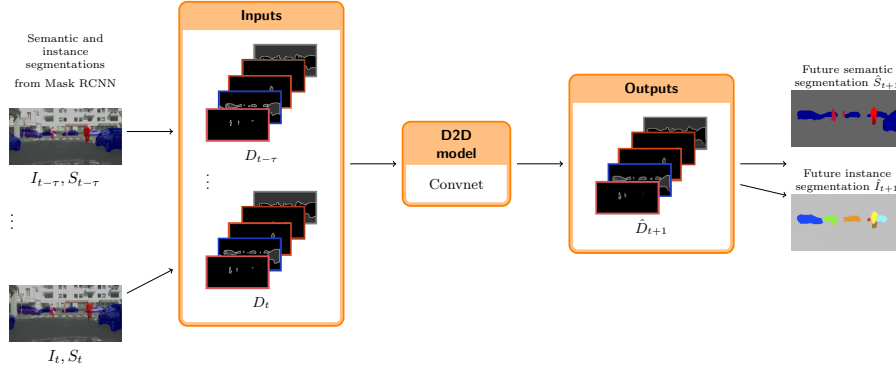 Semantic and
instance
segmentations
from Mask RCNN
I_{t−τ}, S_{t−τ}
⋮
I_t, S_t
Inputs
D_{t−τ}
⋮
D_t
D2D
model
Convnet
Outputs
D̂_{t+1}
Future semantic
segmentation Ŝ_{t+1}
Future instance
segmentation Î_{t+1}